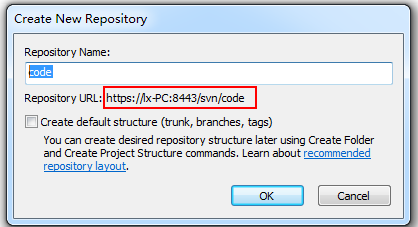 Create New Repository
Repository Name:
code
Repository URL: https://lx-PC:8443/svn/code
Create default structure (trunk, branches, tags)
You can create desired repository structure later using Create Folder
and Create Project Structure commands. Learn about recommended
repository layout.
OK Cancel